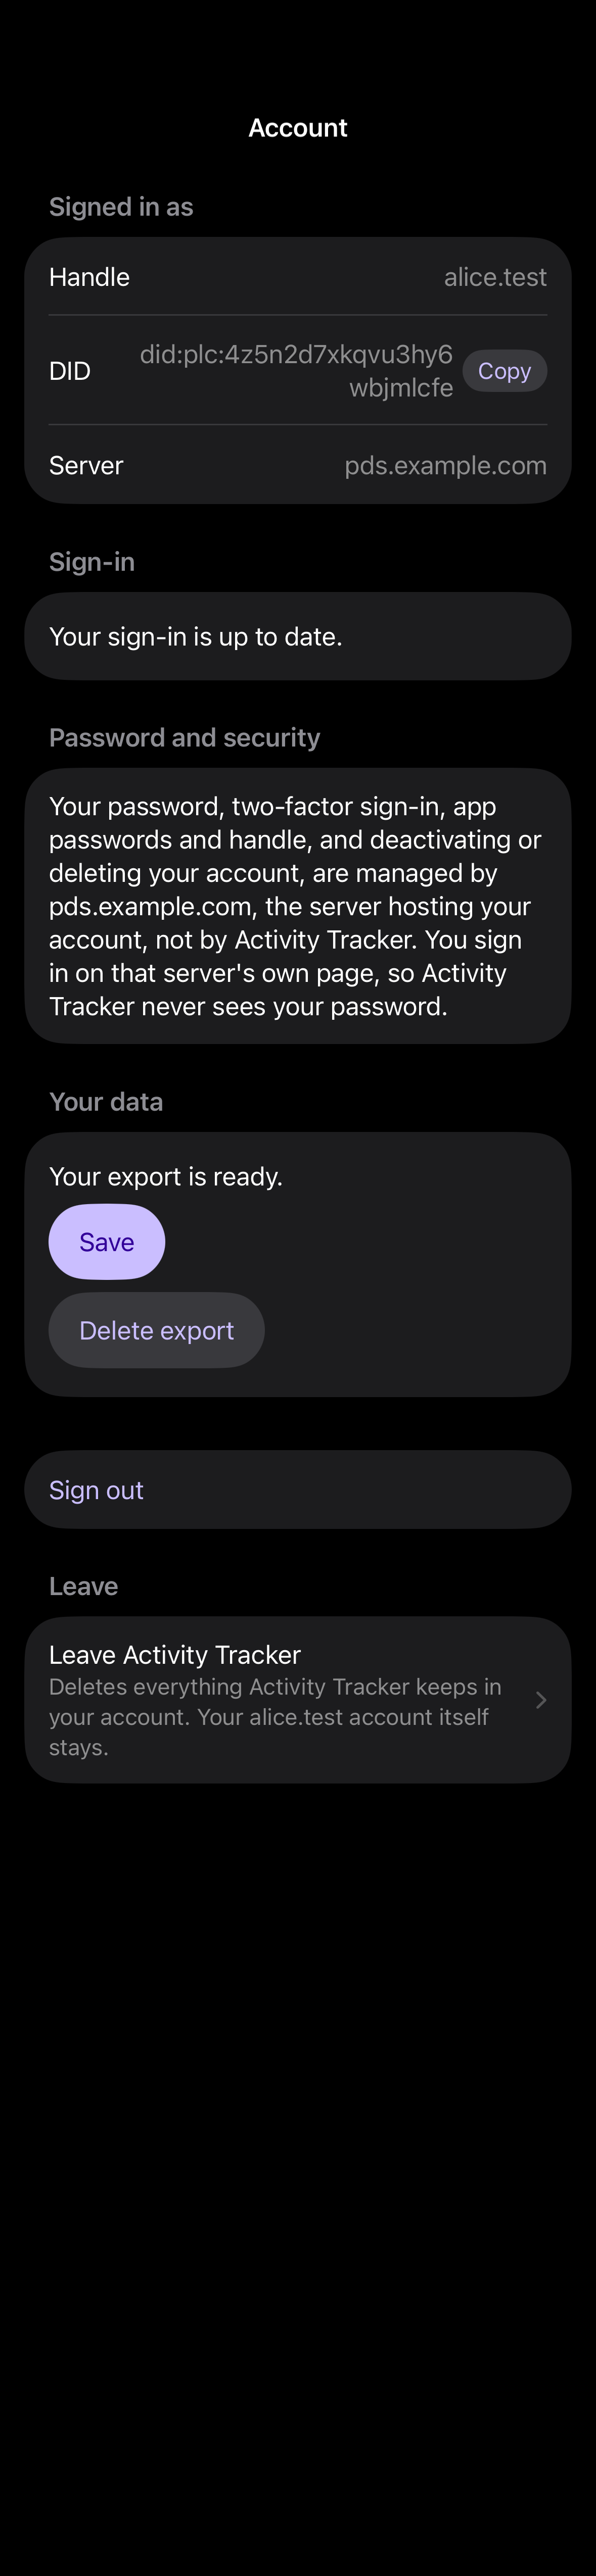 Account
Signed in as
Handle
alice.test
DID
did:plc:4z5n2d7xkqvu3hy6
wbjmlcfe
Copy
Server
pds.example.com
Sign-in
Your sign-in is up to date.
Password and security
Your password, two-factor sign-in, app
passwords and handle, and deactivating or
deleting your account, are managed by
pds.example.com, the server hosting your
account, not by Activity Tracker. You sign
in on that server's own page, so Activity
Tracker never sees your password.
Your data
Your export is ready.
Save
Delete export
Sign out
Leave
Leave Activity Tracker
Deletes everything Activity Tracker keeps in
your account. Your alice.test account itself
stays.